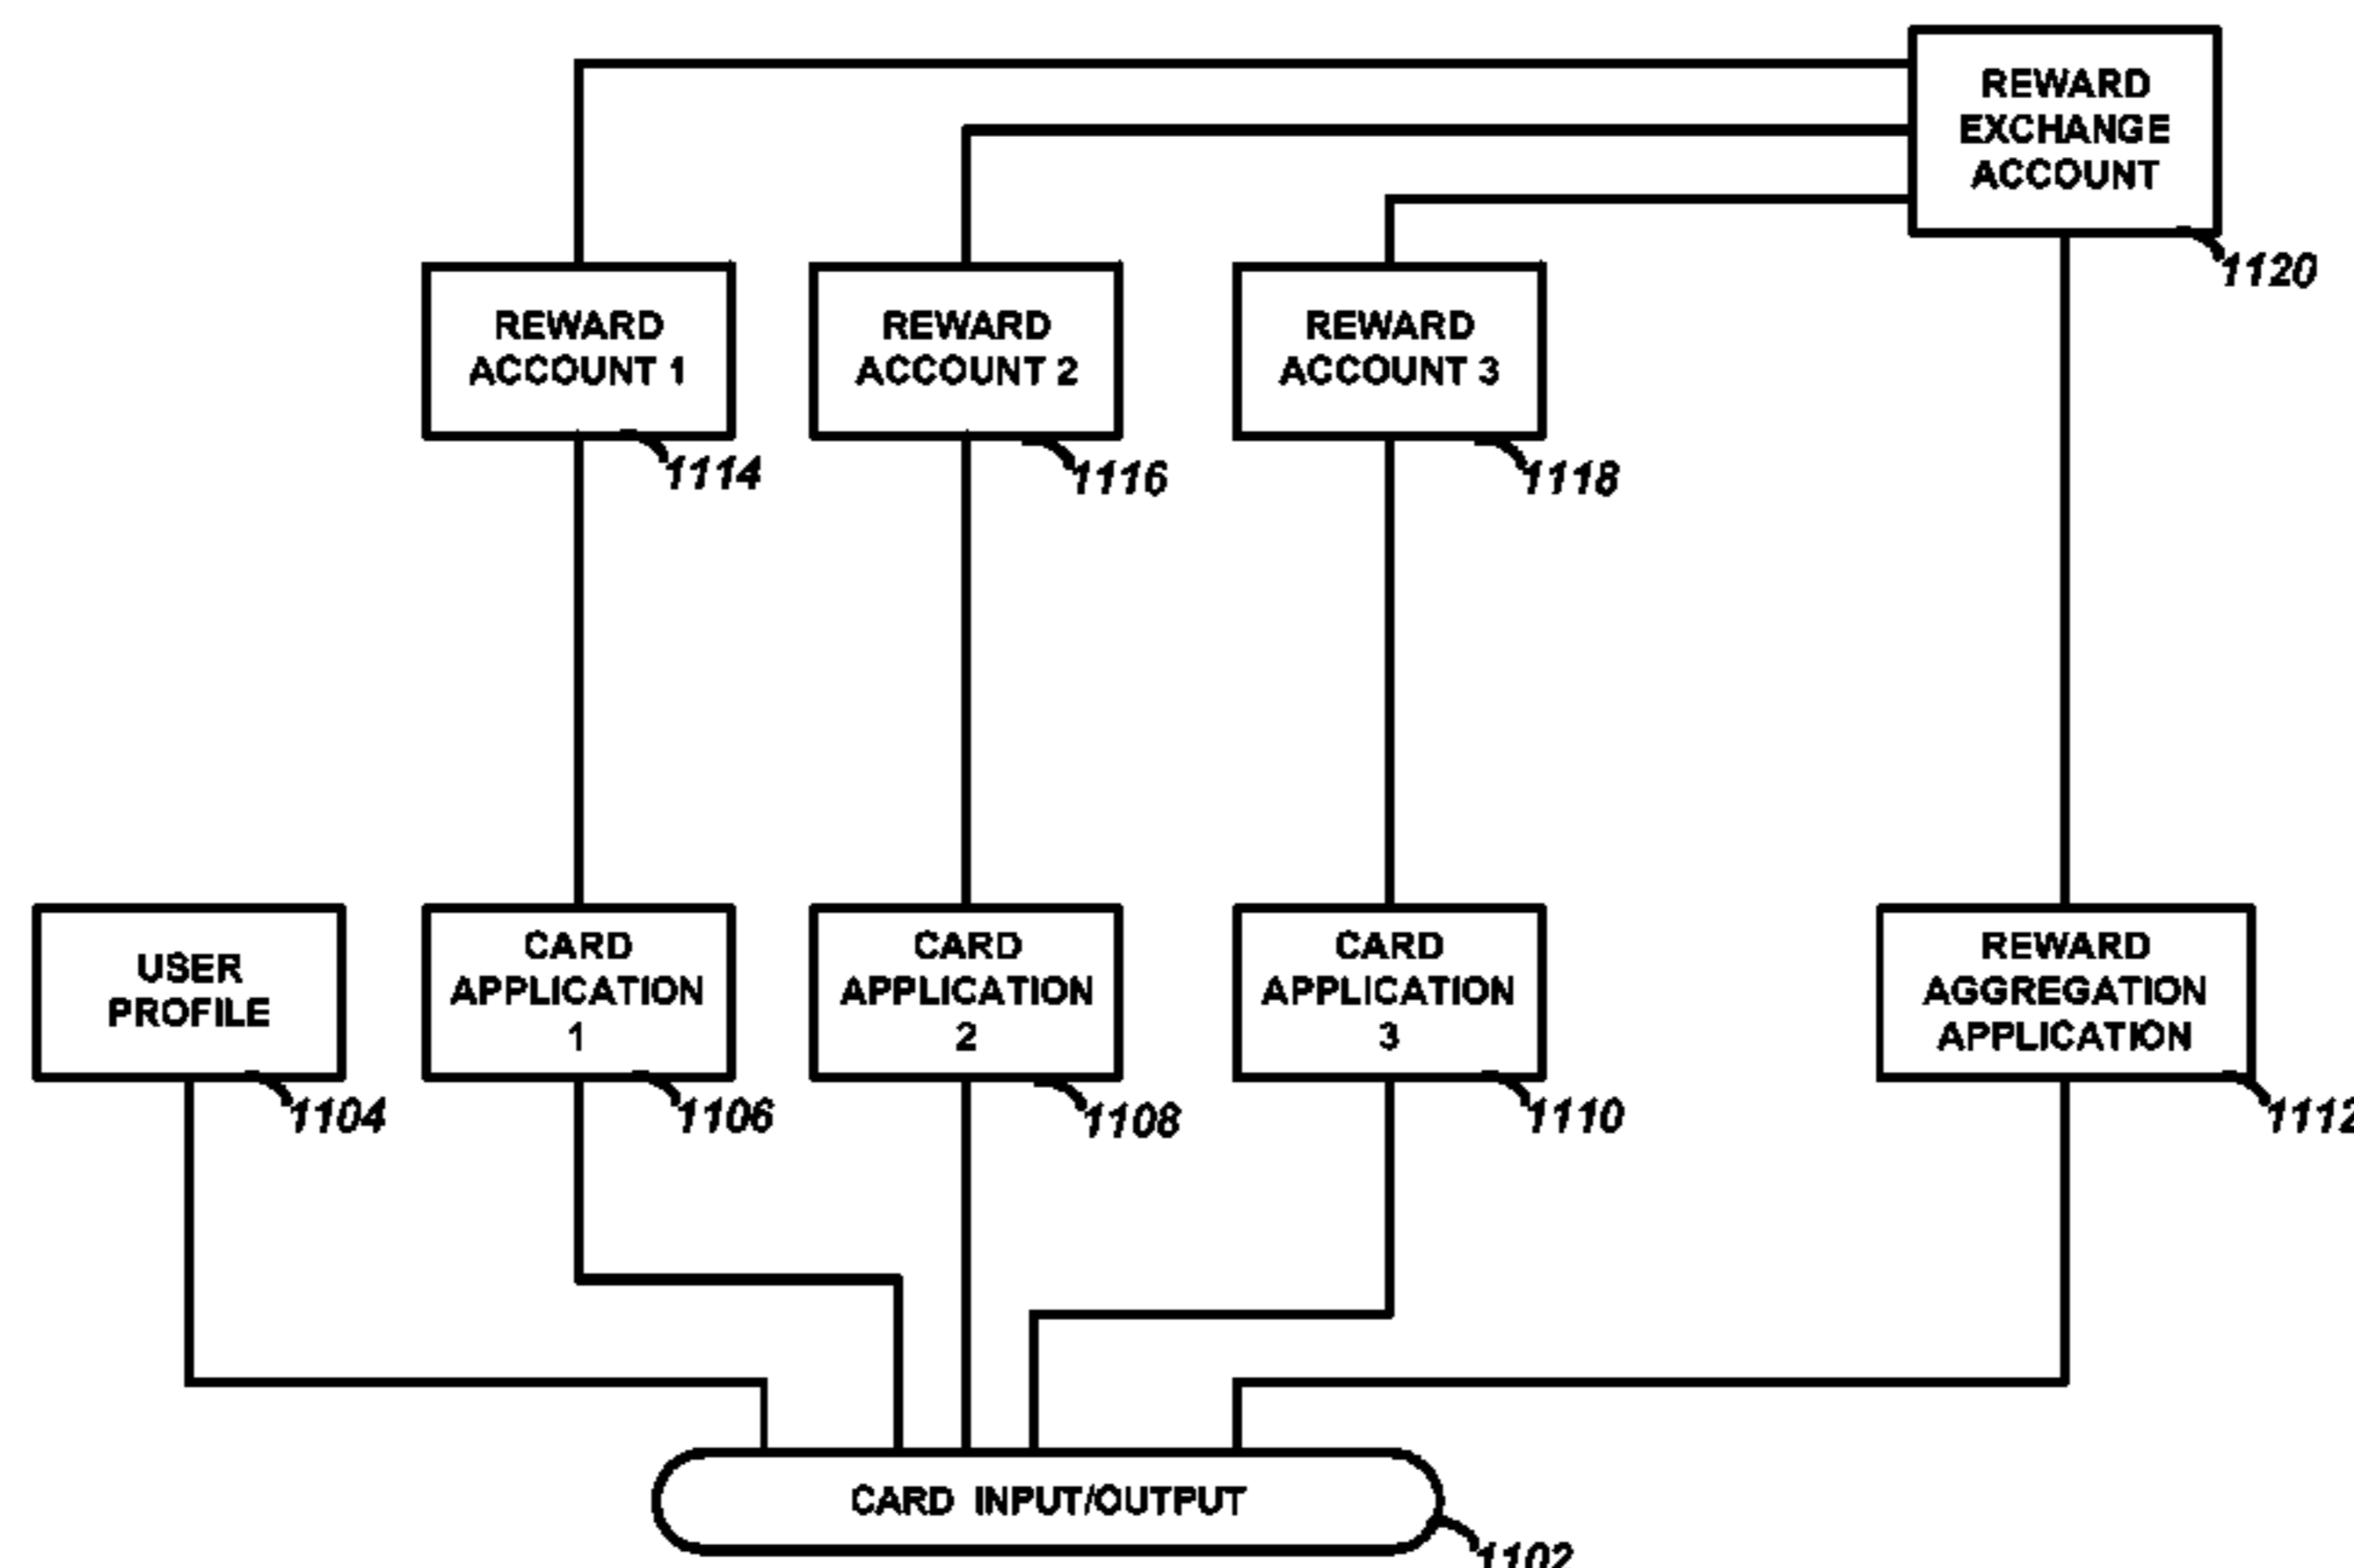 REWARD
EXCHANGE
ACCOUNT
1120
REWARD
ACCOUNT 1
1114
REWARD
ACCOUNT 2
1116
REWARD
ACCOUNT 3
1118
USER
PROFILE
1104
CARD
APPLICATION
1
1106
CARD
APPLICATION
2
1108
CARD
APPLICATION
3
1110
REWARD
AGGREGATION
APPLICATION
1112
CARD INPUT/OUTPUT
1102